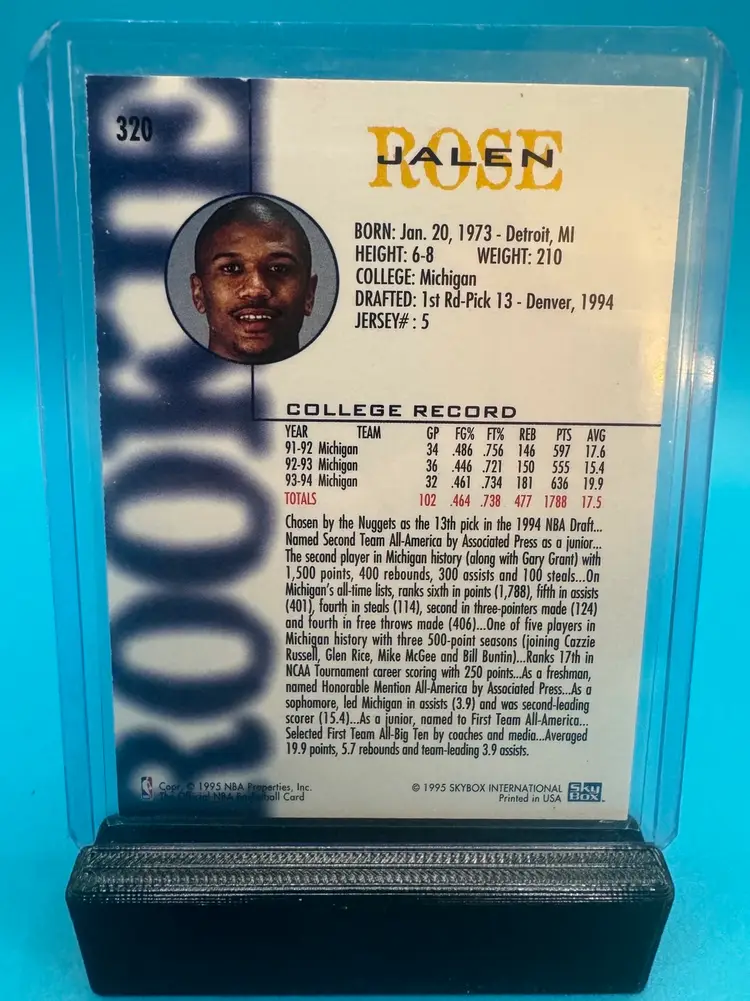 320
ROOKIE
JALEN
ROSE
BORN: Jan. 20, 1973 - Detroit, MI
HEIGHT: 6-8 WEIGHT: 210
COLLEGE: Michigan
DRAFTED: 1st Rd-Pick 13 - Denver, 1994
JERSEY# : 5
COLLEGE RECORD
YEAR TEAM GP FG% FT% REB PTS AVG
91-92 Michigan 34 .486 .756 146 597 17.6
92-93 Michigan 36 .446 .721 150 555 15.4
93-94 Michigan 32 .461 .734 181 636 19.9
TOTALS 102 .464 .738 477 1788 17.5
Chosen by the Nuggets as the 13th pick in the 1994 NBA Draft...
Named Second Team All-America by Associated Press as a junior...
The second player in Michigan history (along with Gary Grant) with
1,500 points, 400 rebounds, 300 assists and 100 steals...On
Michigan's all-time lists, ranks sixth in points (1,788), fifth in assists
(401), fourth in steals (114), second in three-pointers made (124)
and fourth in free throws made (406)...One of five players in
Michigan history with three 500-point seasons (joining Cazzie
Russell, Glen Rice, Mike McGee and Bill Buntin)...Ranks 17th in
NCAA Tournament career scoring with 250 points...As a freshman,
named Honorable Mention All-America by Associated Press...As a
sophomore, led Michigan in assists (3.9) and was second-leading
scorer (15.4)...As a junior, named to First Team All-America...
Selected First Team All-Big Ten by coaches and media...Averaged
19.9 points, 5.7 rebounds and team-leading 3.9 assists.
Copr. © 1995 NBA Properties, Inc.
The Official NBA Basketball Card
© 1995 SKYBOX INTERNATIONAL
Printed in USA
Sky
BOX™